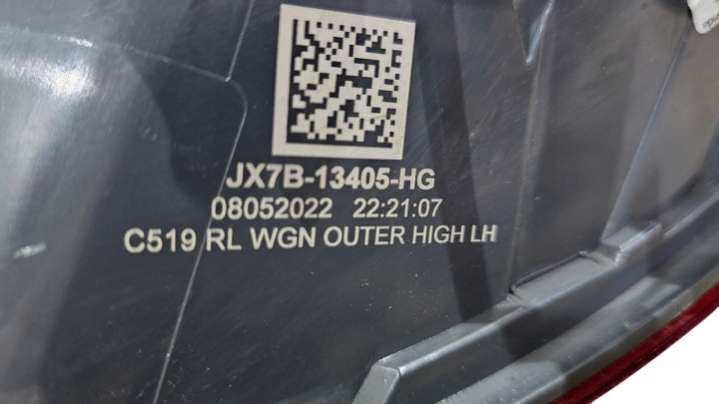 JX7B-13405-HG
08052022 22:21:07
C519 RL WGN OUTER HIGH LH